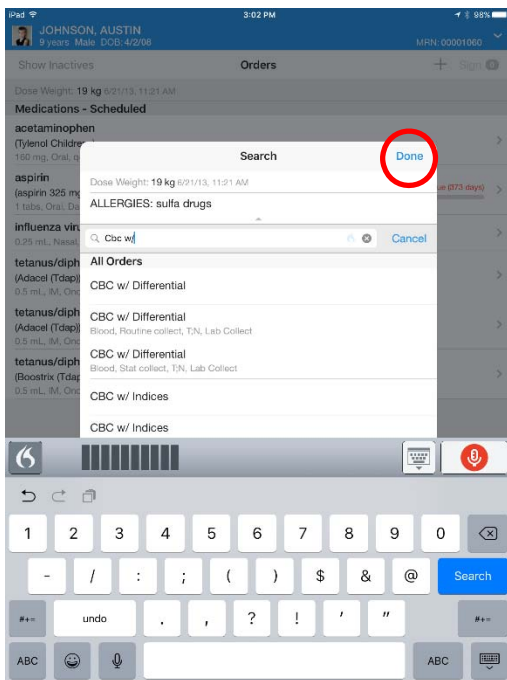 iPad 3:02 PM 98%
JOHNSON, AUSTIN
9 years Male DOB:4/2/06 MRN: 00001060
Show Inactives Orders + Sign 0
Dose Weight: 19 kg 6/21/13, 11:21 AM
Medications - Scheduled
acetaminophen
(Tylenol Childre
160 mg, Oral, q
aspirin
(aspirin 325 mg
ue (373 days)
1 tabs, Oral, Da
influenza viru
0.25 mL, Nasal,
tetanus/diph
(Adacel (Tdap))
0.5 mL, IM, Onc
tetanus/diph
(Adacel (Tdap))
0.5 mL, IM, Onc
tetanus/diph
(Boostrix (Tdap
0.5 mL, IM, Onc
Search Done
Dose Weight: 19 kg 6/21/13, 11:21 AM
ALLERGIES: sulfa drugs
Cbc w/ Cancel
All Orders
CBC w/ Differential
CBC w/ Differential
Blood, Routine collect, T;N, Lab Collect
CBC w/ Differential
Blood, Stat collect, T;N, Lab Collect
CBC w/ Indices
CBC w/ Indices
1 2 3 4 5 6 7 8 9 0
- / : ; ( ) $ & @ Search
#+= undo . , ? ! ' " #+=
ABC ABC